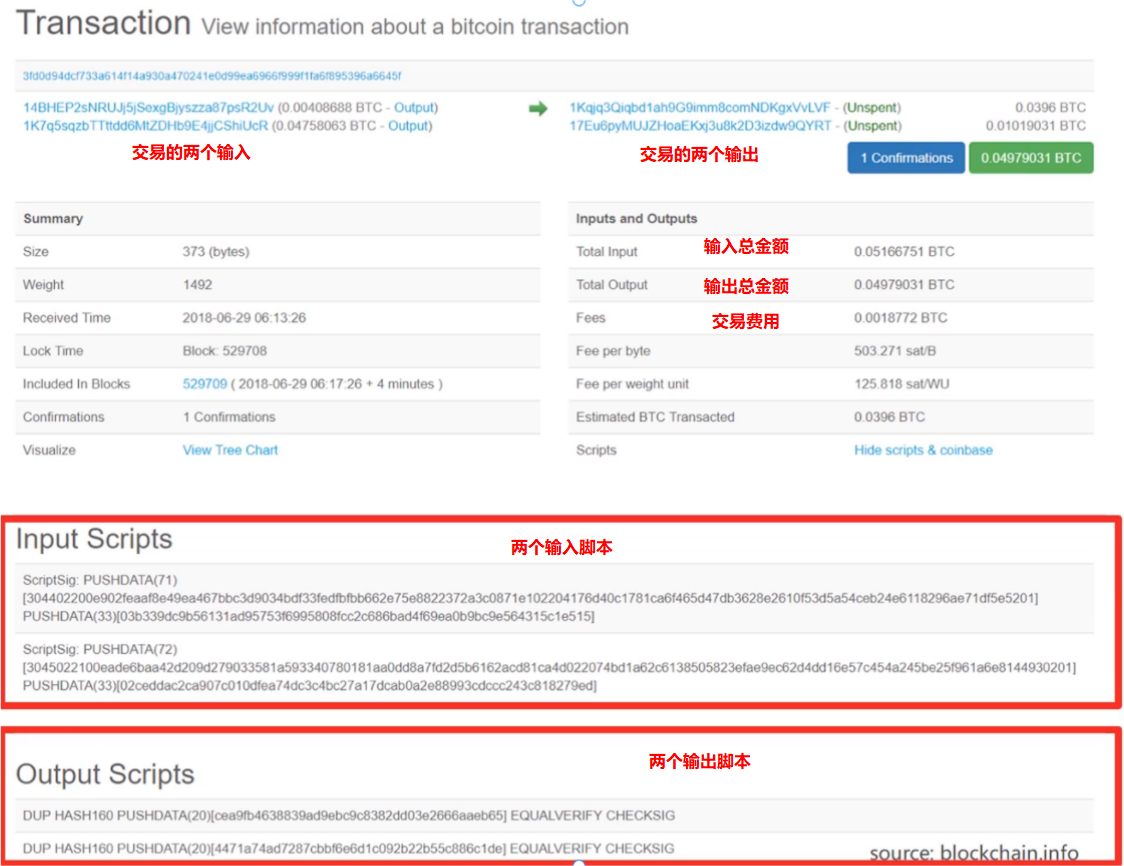 Transaction View information about a bitcoin transaction
3fd0d94dcf733a614f14a930a470241e0d99ea6966f999f1fa6f895396a6645f
14BHEP2sNRUJj5jSexgBjyszza87psR2Uv (0.00408688 BTC - Output)
1K7q5sqzbTTttdd6MtZDHb9E4jjCShiUcR (0.04758063 BTC - Output)
1Kqjq3Qiqbd1ah9G9imm8comNDKgxVvLVF - (Unspent) 0.0396 BTC
17Eu6pyMUJZHoaEKxj3u8k2D3izdw9QYRT - (Unspent) 0.01019031 BTC
交易的两个输入
交易的两个输出
1 Confirmations
0.04979031 BTC
Summary
Size 373 (bytes)
Weight 1492
Received Time 2018-06-29 06:13:26
Lock Time Block: 529708
Included In Blocks 529709 ( 2018-06-29 06:17:26 + 4 minutes )
Confirmations 1 Confirmations
Visualize View Tree Chart
Inputs and Outputs
Total Input 输入总金额 0.05166751 BTC
Total Output 输出总金额 0.04979031 BTC
Fees 交易费用 0.0018772 BTC
Fee per byte 503.271 sat/B
Fee per weight unit 125.818 sat/WU
Estimated BTC Transacted 0.0396 BTC
Scripts Hide scripts & coinbase
Input Scripts
两个输入脚本
ScriptSig: PUSHDATA(71)
[304402200e902feaaf8e49ea467bbc3d9034bdf33fedfbfbb662e75e8822372a3c0871e102204176d40c1781ca6f465d47db3628e2610f53d5a54ceb24e6118296ae71df5e5201]
PUSHDATA(33)[03b339dc9b56131ad95753f6995808fcc2c686bad4f69ea0b9bc9e564315c1e515]
ScriptSig: PUSHDATA(72)
[3045022100eade6baa42d209d279033581a593340780181aa0dd8a7fd2d5b6162acd81ca4d022074bd1a62c6138505823efae9ec62d4dd16e57c454a245be25f961a6e8144930201]
PUSHDATA(33)[02ceddac2ca907c010dfea74dc3c4bc27a17dcab0a2e88993cdccc243c818279ed]
两个输出脚本
Output Scripts
DUP HASH160 PUSHDATA(20)[cea9fb4638839ad9ebc9c8382dd03e2666aaeb65] EQUALVERIFY CHECKSIG
DUP HASH160 PUSHDATA(20)[4471a74ad7287cbbf6e6d1c092b22b55c886c1de] EQUALVERIFY CHECKSIG
source: blockchain.info